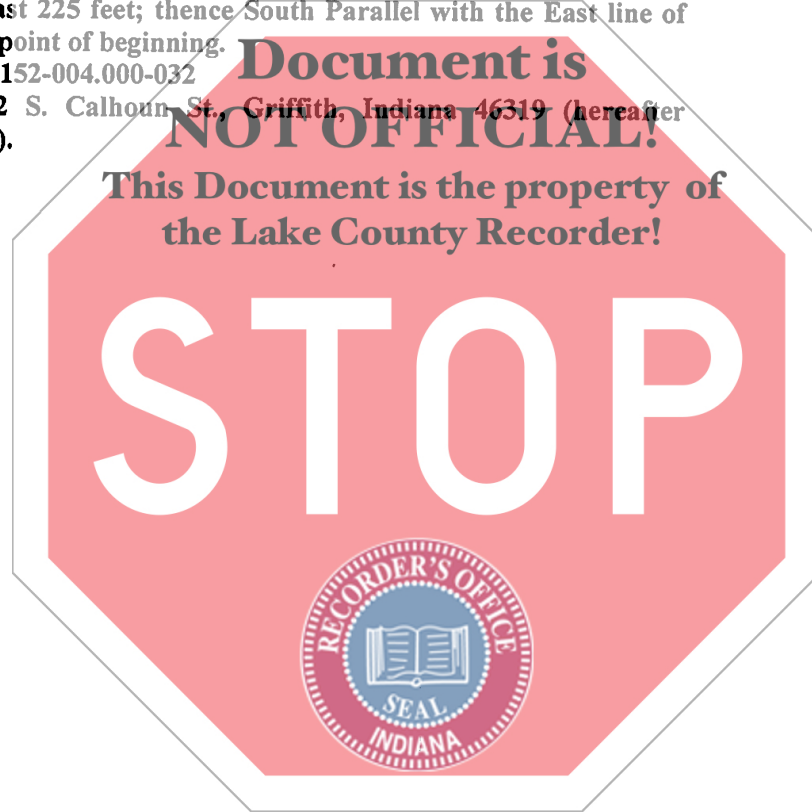 st 225 feet; thence South Parallel with the East line of
point of beginning.
152-004.000-032
2 S. Calhoun St., Griffith, Indiana 46319 (hereafter
).
Document is
NOT OFFICIAL!
This Document is the property of
the Lake County Recorder!
STOP
RECORDER'S OFFICE
SEAL
INDIANA